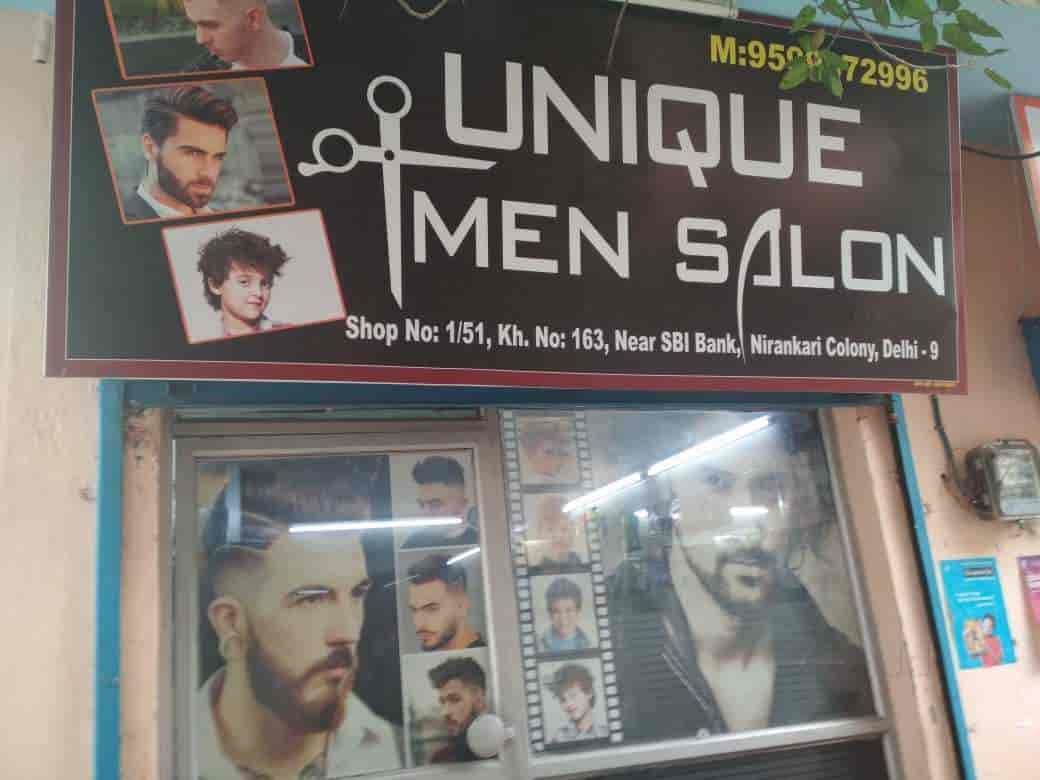 UNIQUE
MEN SALON
Shop No: 1/51, Kh. No: 163, Near SBI Bank, Nirankari Colony, Delhi - 9